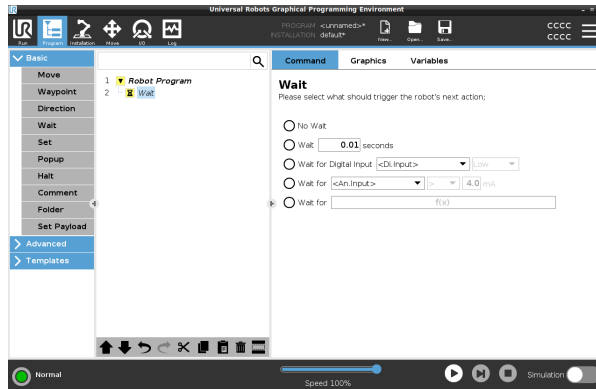 Universal Robots Graphical Programming Environment
UR
Run Program Installation Move I/O Log
PROGRAM <unnamed>*
INSTALLATION default*
New... Open... Save...
CCCC
CCCC
Basic
Move
Waypoint
Direction
Wait
Set
Popup
Halt
Comment
Folder
Set Payload
Advanced
Templates
1 Robot Program
2 Wait
Command Graphics Variables
Wait
Please select what should trigger the robot's next action:
No Wait
Wait 0.01 seconds
Wait for Digital Input <Di.Input> Low
Wait for <An.Input> > 4.0 mA
Wait for f(x)
Normal
Speed 100%
Simulation